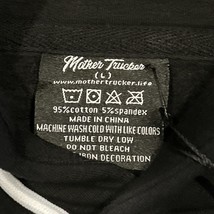 Mother Trucker
( L )
www.mothertrucker.life
95%cotton 5%spandex
MADE IN CHINA
MACHINE WASH COLD WITH LIKE COLORS
TUMBLE DRY LOW
DO NOT BLEACH
IRON DECORATION